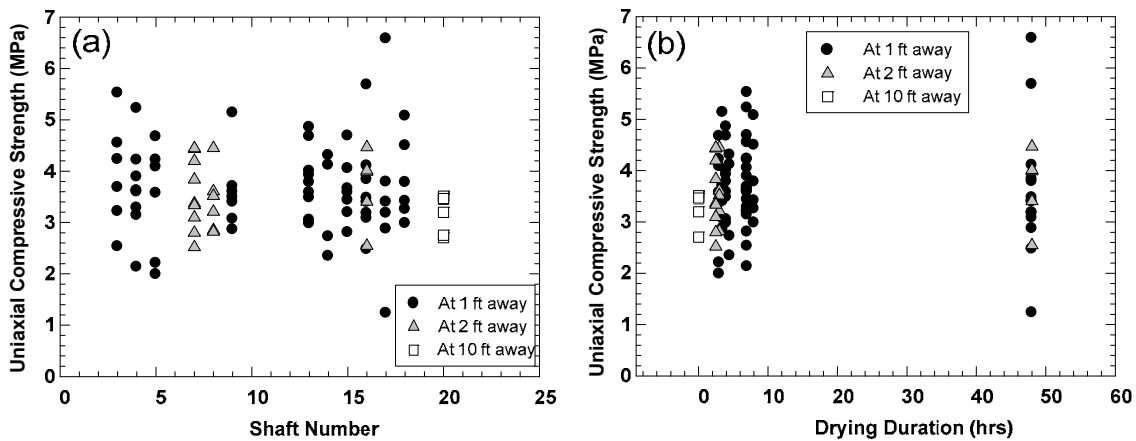 (a)
Uniaxial Compressive Strength (MPa)
7
6
5
4
3
2
1
0
0 5 10 15 20 25
Shaft Number
At 1 ft away
At 2 ft away
At 10 ft away
(b)
Uniaxial Compressive Strength (MPa)
7
6
5
4
3
2
1
0
0 10 20 30 40 50 60
Drying Duration (hrs)
At 1 ft away
At 2 ft away
At 10 ft away